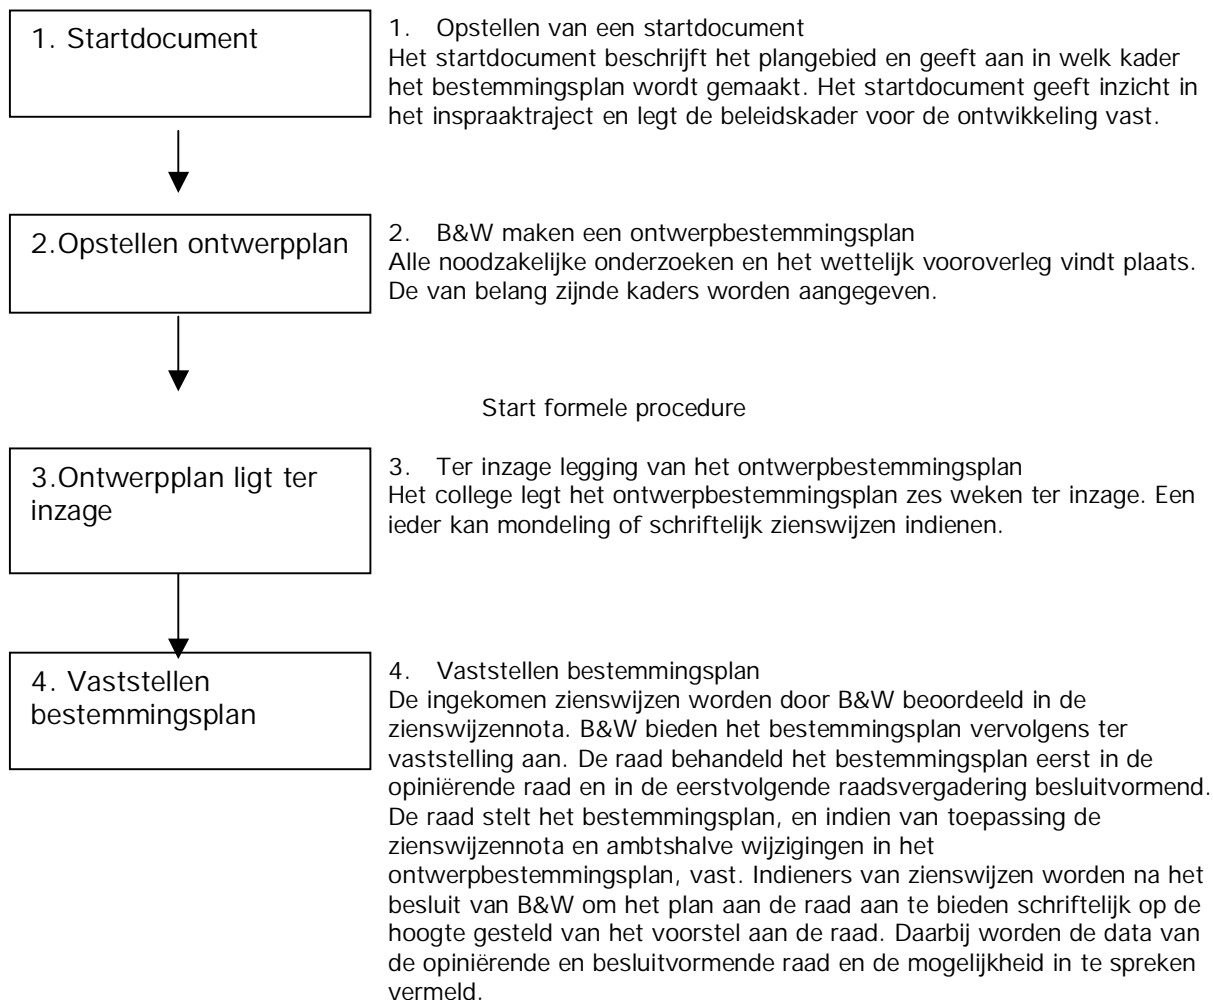 1. Startdocument
1. Opstellen van een startdocument
Het startdocument beschrijft het plangebied en geeft aan in welk kader
het bestemmingsplan wordt gemaakt. Het startdocument geeft inzicht in
het inspraaktraject en legt de beleidskader voor de ontwikkeling vast.
2.Opstellen ontwerpplan
2. B&W maken een ontwerpbestemmingsplan
Alle noodzakelijke onderzoeken en het wettelijk vooroverleg vindt plaats.
De van belang zijnde kaders worden aangegeven.
Start formele procedure
3.Ontwerpplan ligt ter
inzage
3. Ter inzage legging van het ontwerpbestemmingsplan
Het college legt het ontwerpbestemmingsplan zes weken ter inzage. Een
ieder kan mondeling of schriftelijk zienswijzen indienen.
4. Vaststellen
bestemmingsplan
4. Vaststellen bestemmingsplan
De ingekomen zienswijzen worden door B&W beoordeeld in de
zienswijzennota. B&W bieden het bestemmingsplan vervolgens ter
vaststelling aan. De raad behandeld het bestemmingsplan eerst in de
opiniërende raad en in de eerstvolgende raadsvergadering besluitvormend.
De raad stelt het bestemmingsplan, en indien van toepassing de
zienswijzennota en ambtshalve wijzigingen in het
ontwerpbestemmingsplan, vast. Indieners van zienswijzen worden na het
besluit van B&W om het plan aan de raad aan te bieden schriftelijk op de
hoogte gesteld van het voorstel aan de raad. Daarbij worden de data van
de opiniërende en besluitvormende raad en de mogelijkheid in te spreken
vermeld.